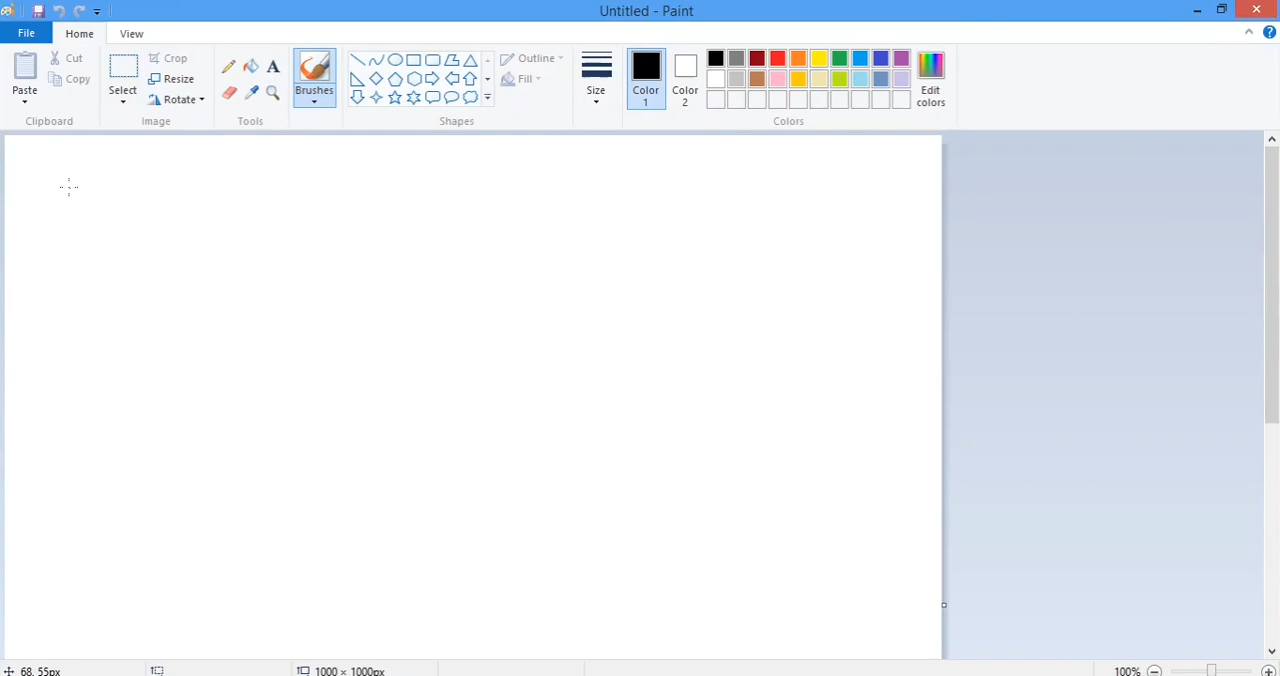 Untitled - Paint
File Home View
Paste
Cut
Copy
Clipboard
Select
Crop
Resize
Rotate
Image
A
Tools
Brushes
Shapes
Outline
Fill
Size
Color 1
Color 2
Edit colors
Colors
68, 55px
1000 × 1000px
100%